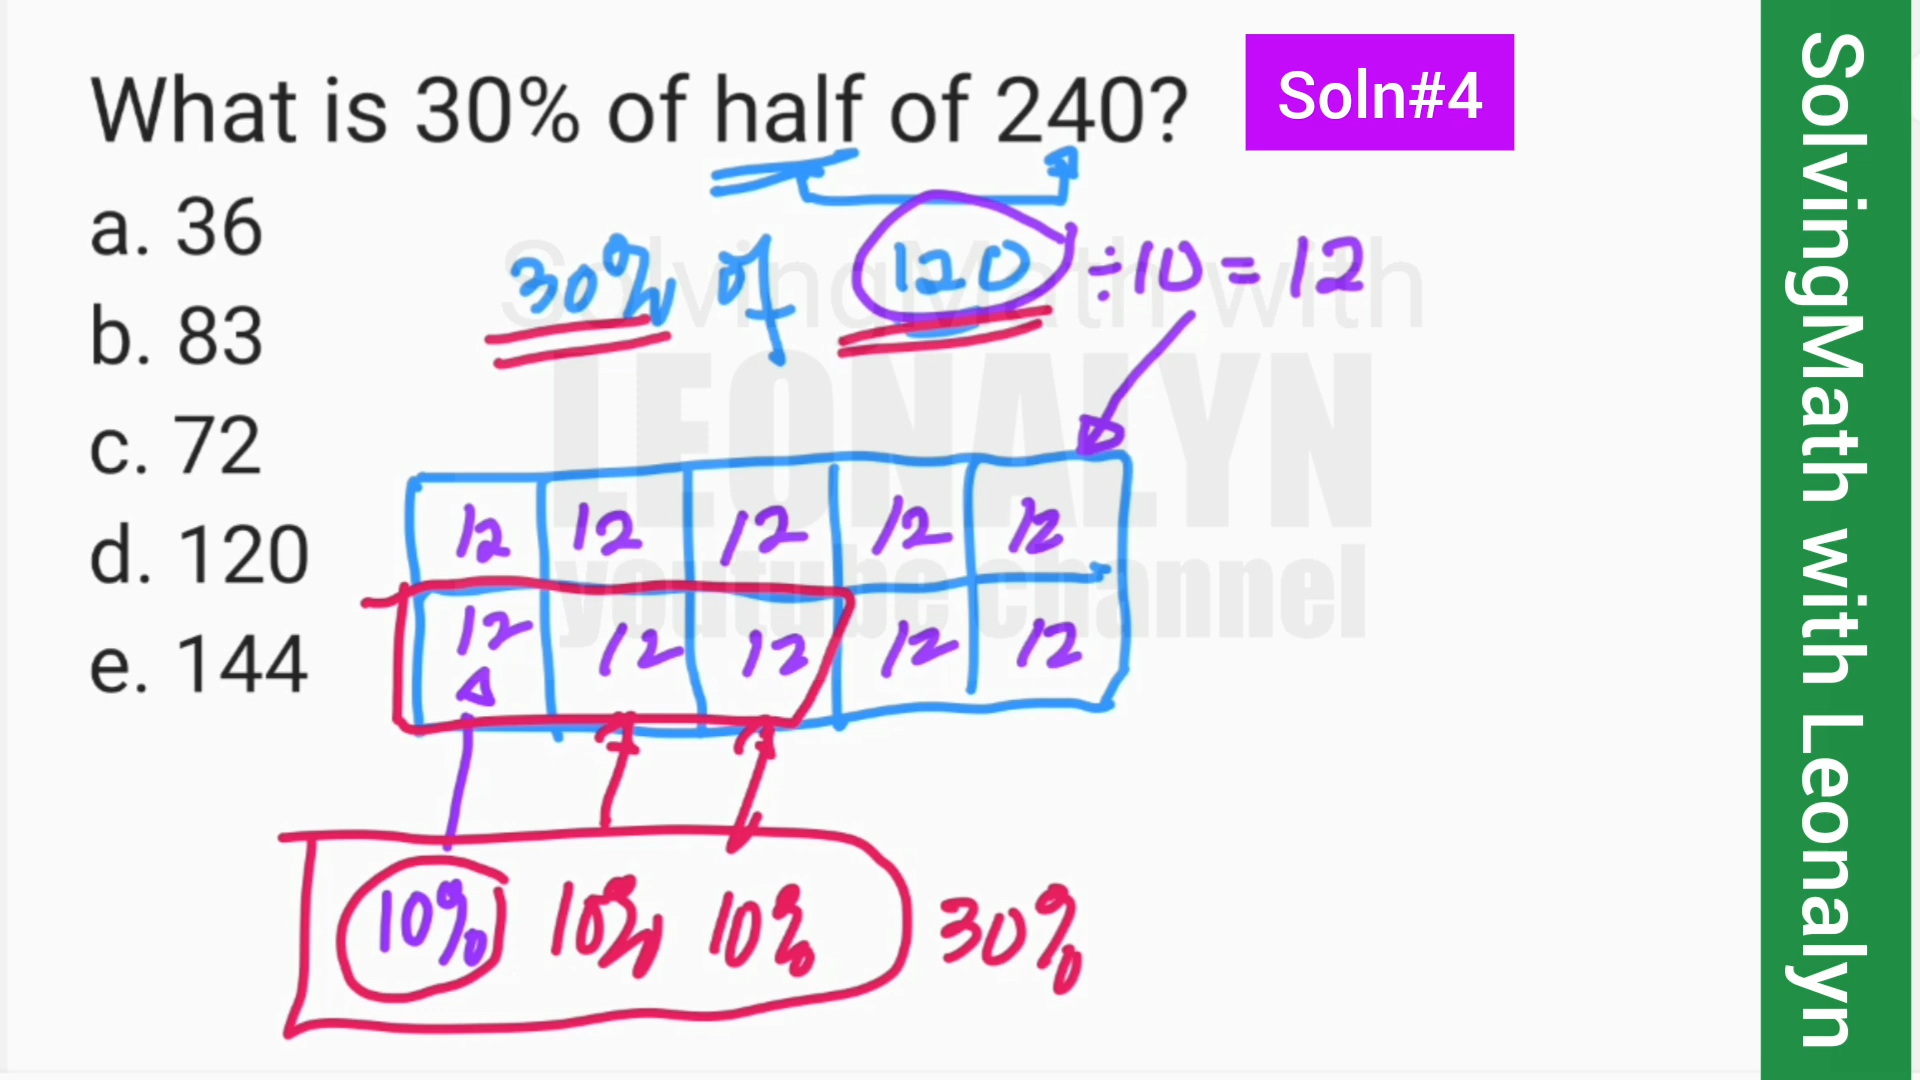 What is 30% of half of 240?
Soln#4
a. 36
b. 83
c. 72
d. 120
e. 144
30% of 120 ÷10 = 12
12 12 12 12 12
12 12 12 12 12
10% 10% 10% 30%
SolvingMath with
LEONALYN
youtube channel
SolvingMath with Leonalyn